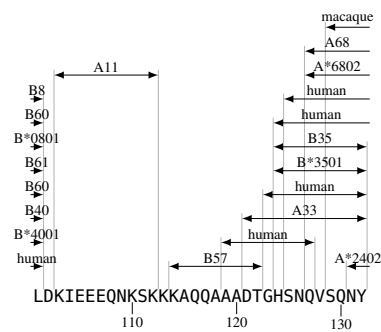 macaque
A68
A11 A*6802
B8 human
B60 human
B*0801 B35
B61 B*3501
B60 human
B40 A33
B*4001 human
human B57 A*2402
LDKIEEEQNKSKKKAQQAAADTGHSNQVSQNY
110 120 130